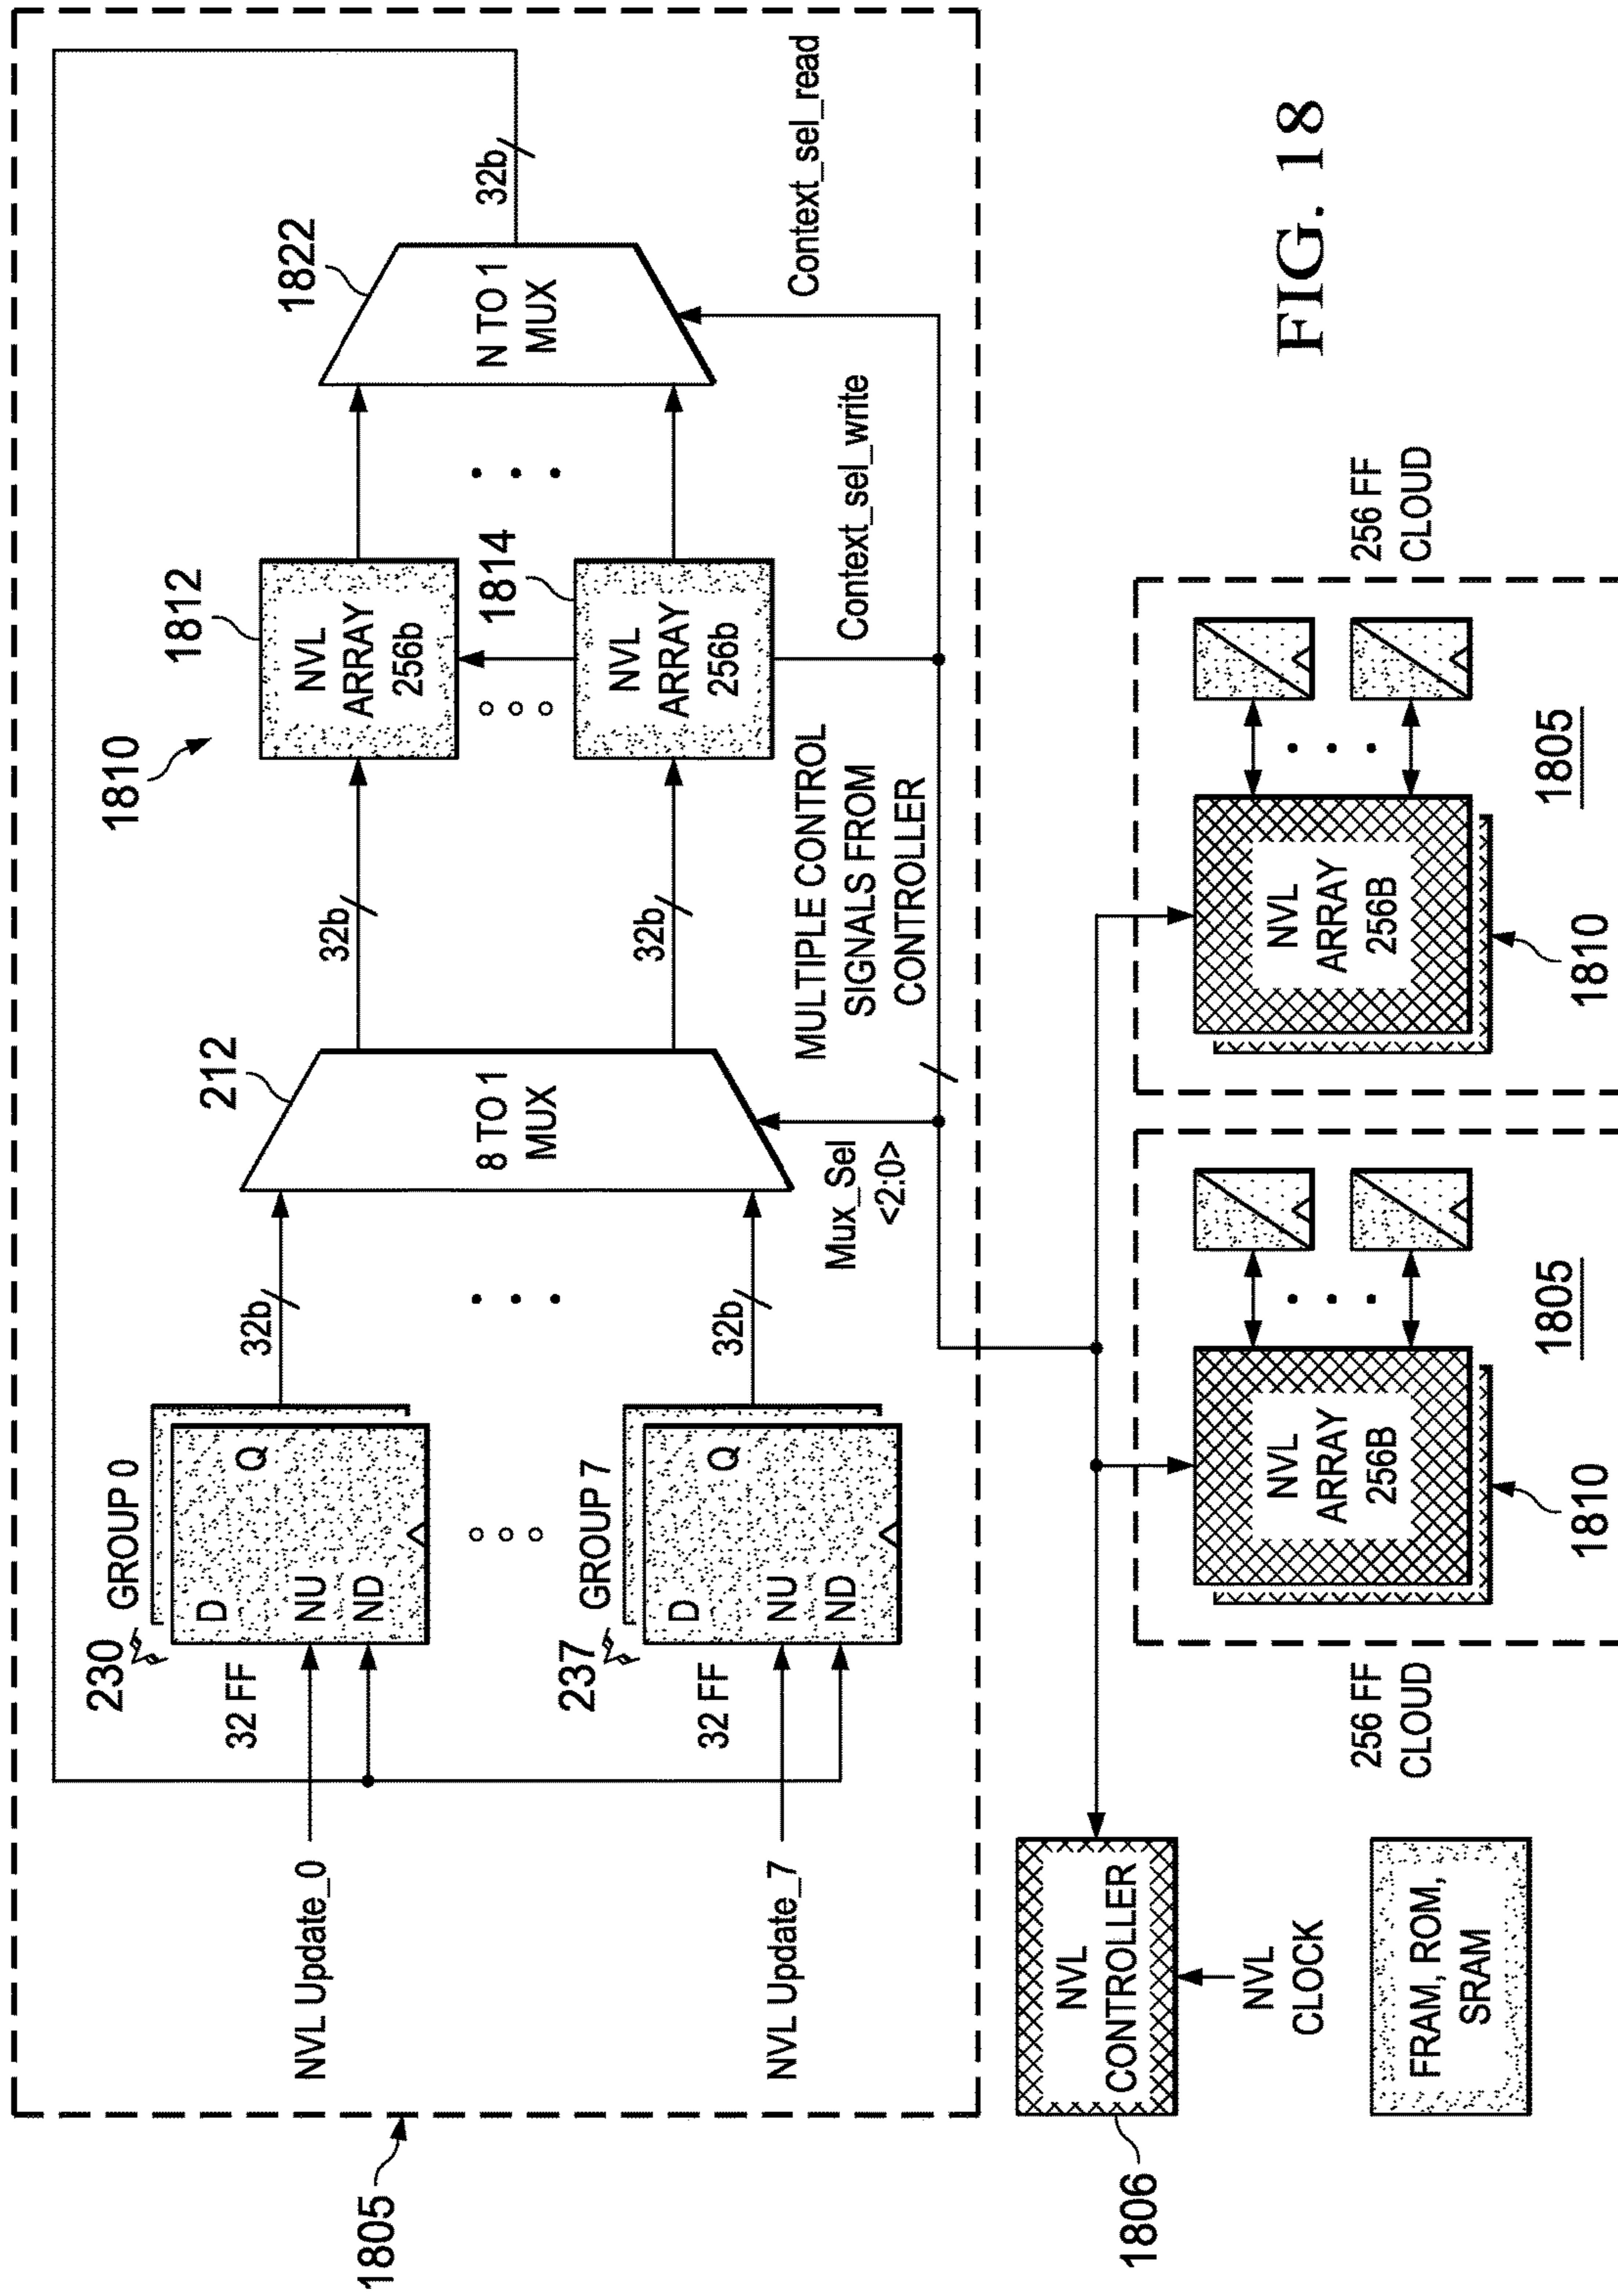 1805
230
GROUP 0
D
Q
NU
ND
32 FF
NVL Update_0
237
GROUP 7
D
Q
NU
ND
32 FF
NVL Update_7
32b
32b
212
8 TO 1
MUX
Mux_Sel
<2:0>
32b
32b
MULTIPLE CONTROL
SIGNALS FROM
CONTROLLER
1810
1812
NVL
ARRAY
256b
1814
NVL
ARRAY
256b
Context_sel_write
1822
N TO 1
MUX
32b
Context_sel_read
1806
NVL
CONTROLLER
NVL
CLOCK
FRAM, ROM,
SRAM
256 FF
CLOUD
NVL
ARRAY
256B
1810
1805
256 FF
CLOUD
NVL
ARRAY
256B
1810
1805
FIG. 18